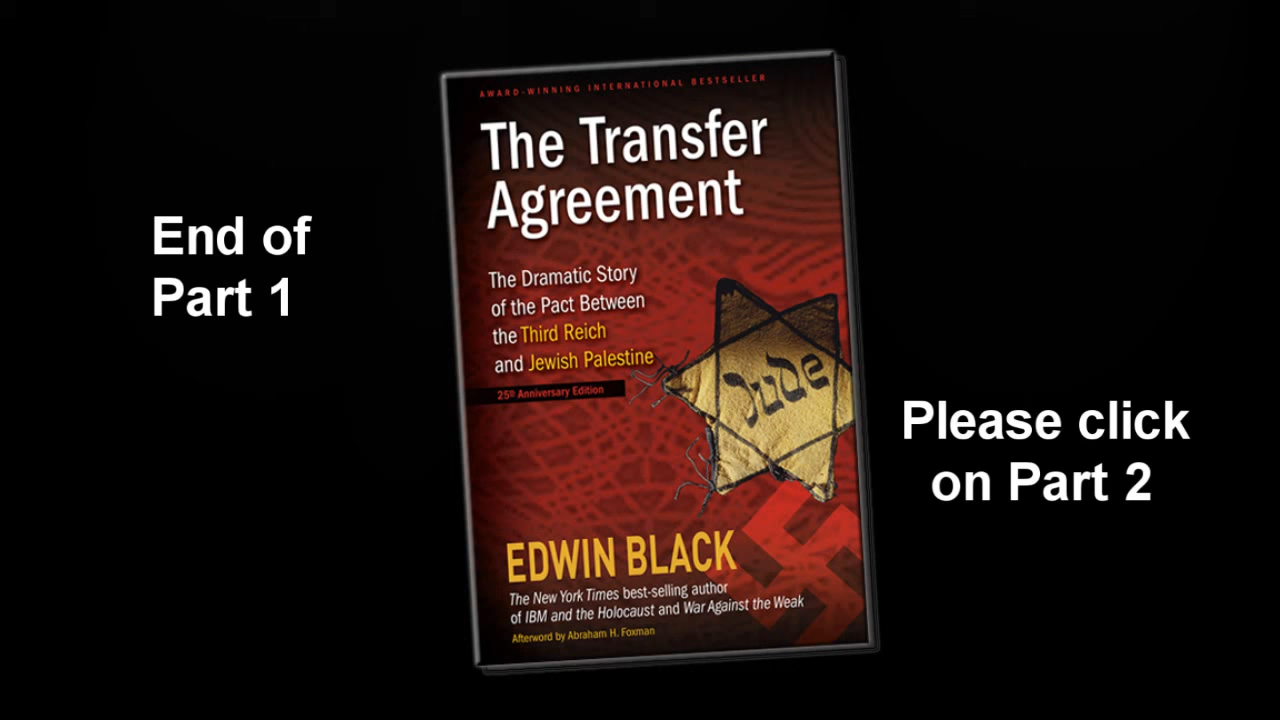 End of
Part 1
AWARD-WINNING INTERNATIONAL BESTSELLER
The Transfer
Agreement
The Dramatic Story
of the Pact Between
the Third Reich
and Jewish Palestine
25th Anniversary Edition
Jude
EDWIN BLACK
The New York Times best-selling author
of IBM and the Holocaust and War Against the Weak
Afterword by Abraham H. Foxman
Please click
on Part 2